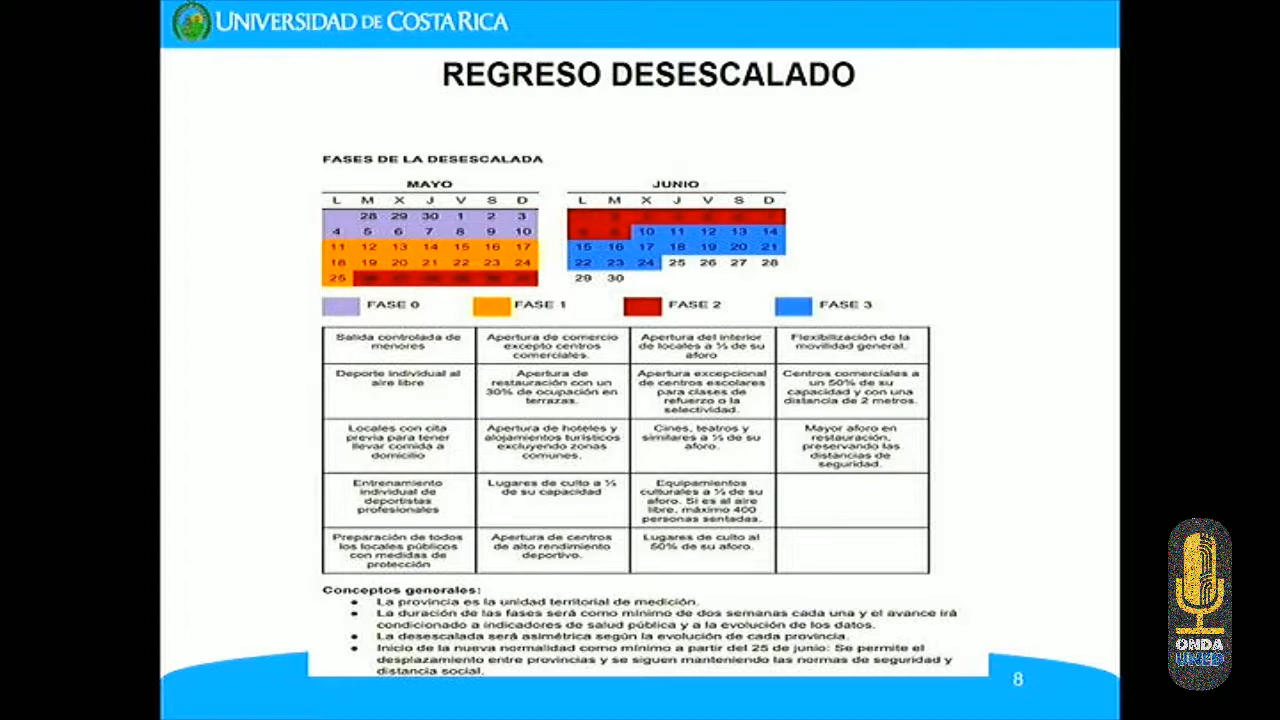 UNIVERSIDAD DE COSTA RICA
REGRESO DESESCALADO
FASES DE LA DESESCALADA
MAYO
L M X J V S D
28 29 30 1 2 3
4 5 6 7 8 9 10
11 12 13 14 15 16 17
18 19 20 21 22 23 24
25
JUNIO
L M X J V S D
10 11 12 13 14
15 16 17 18 19 20 21
22 23 24 25 26 27 28
29 30
FASE 0 FASE 1 FASE 2 FASE 3
Salida controlada de
menores
Apertura de comercio
excepto centros
comerciales.
Apertura del interior
de locales a ⅓ de su
aforo
Flexibilización de la
movilidad general.
Deporte individual al
aire libre
Apertura de
restauración con un
30% de ocupación en
terrazas.
Apertura excepcional
de centros escolares
para clases de
refuerzo o la
selectividad.
Centros comerciales a
un 50% de su
capacidad y con una
distancia de 2 metros.
Locales con cita
previa para tener
llevar comida a
domicilio
Apertura de hoteles y
alojamientos turísticos
excluyendo zonas
comunes.
Cines, teatros y
similares a ⅓ de su
aforo.
Mayor aforo en
restauración,
preservando las
distancias de
seguridad.
Entrenamiento
individual de
deportistas
profesionales
Lugares de culto a ⅓
de su capacidad
Equipamientos
culturales a ⅓ de su
aforo. Si es al aire
libre, máximo 400
personas sentadas.
Preparación de todos
los locales públicos
con medidas de
protección
Apertura de centros
de alto rendimiento
deportivo.
Lugares de culto al
50% de su aforo.
Conceptos generales:
● La provincia es la unidad territorial de medición.
● La duración de las fases será como mínimo de dos semanas cada una y el avance irá
condicionado a indicadores de salud pública y a la evolución de los datos.
● La desescalada será asimétrica según la evolución de cada provincia.
● Inicio de la nueva normalidad como mínimo a partir del 25 de junio: Se permite el
desplazamiento entre provincias y se siguen manteniendo las normas de seguridad y
distancia social.
8
ONDA
UNED